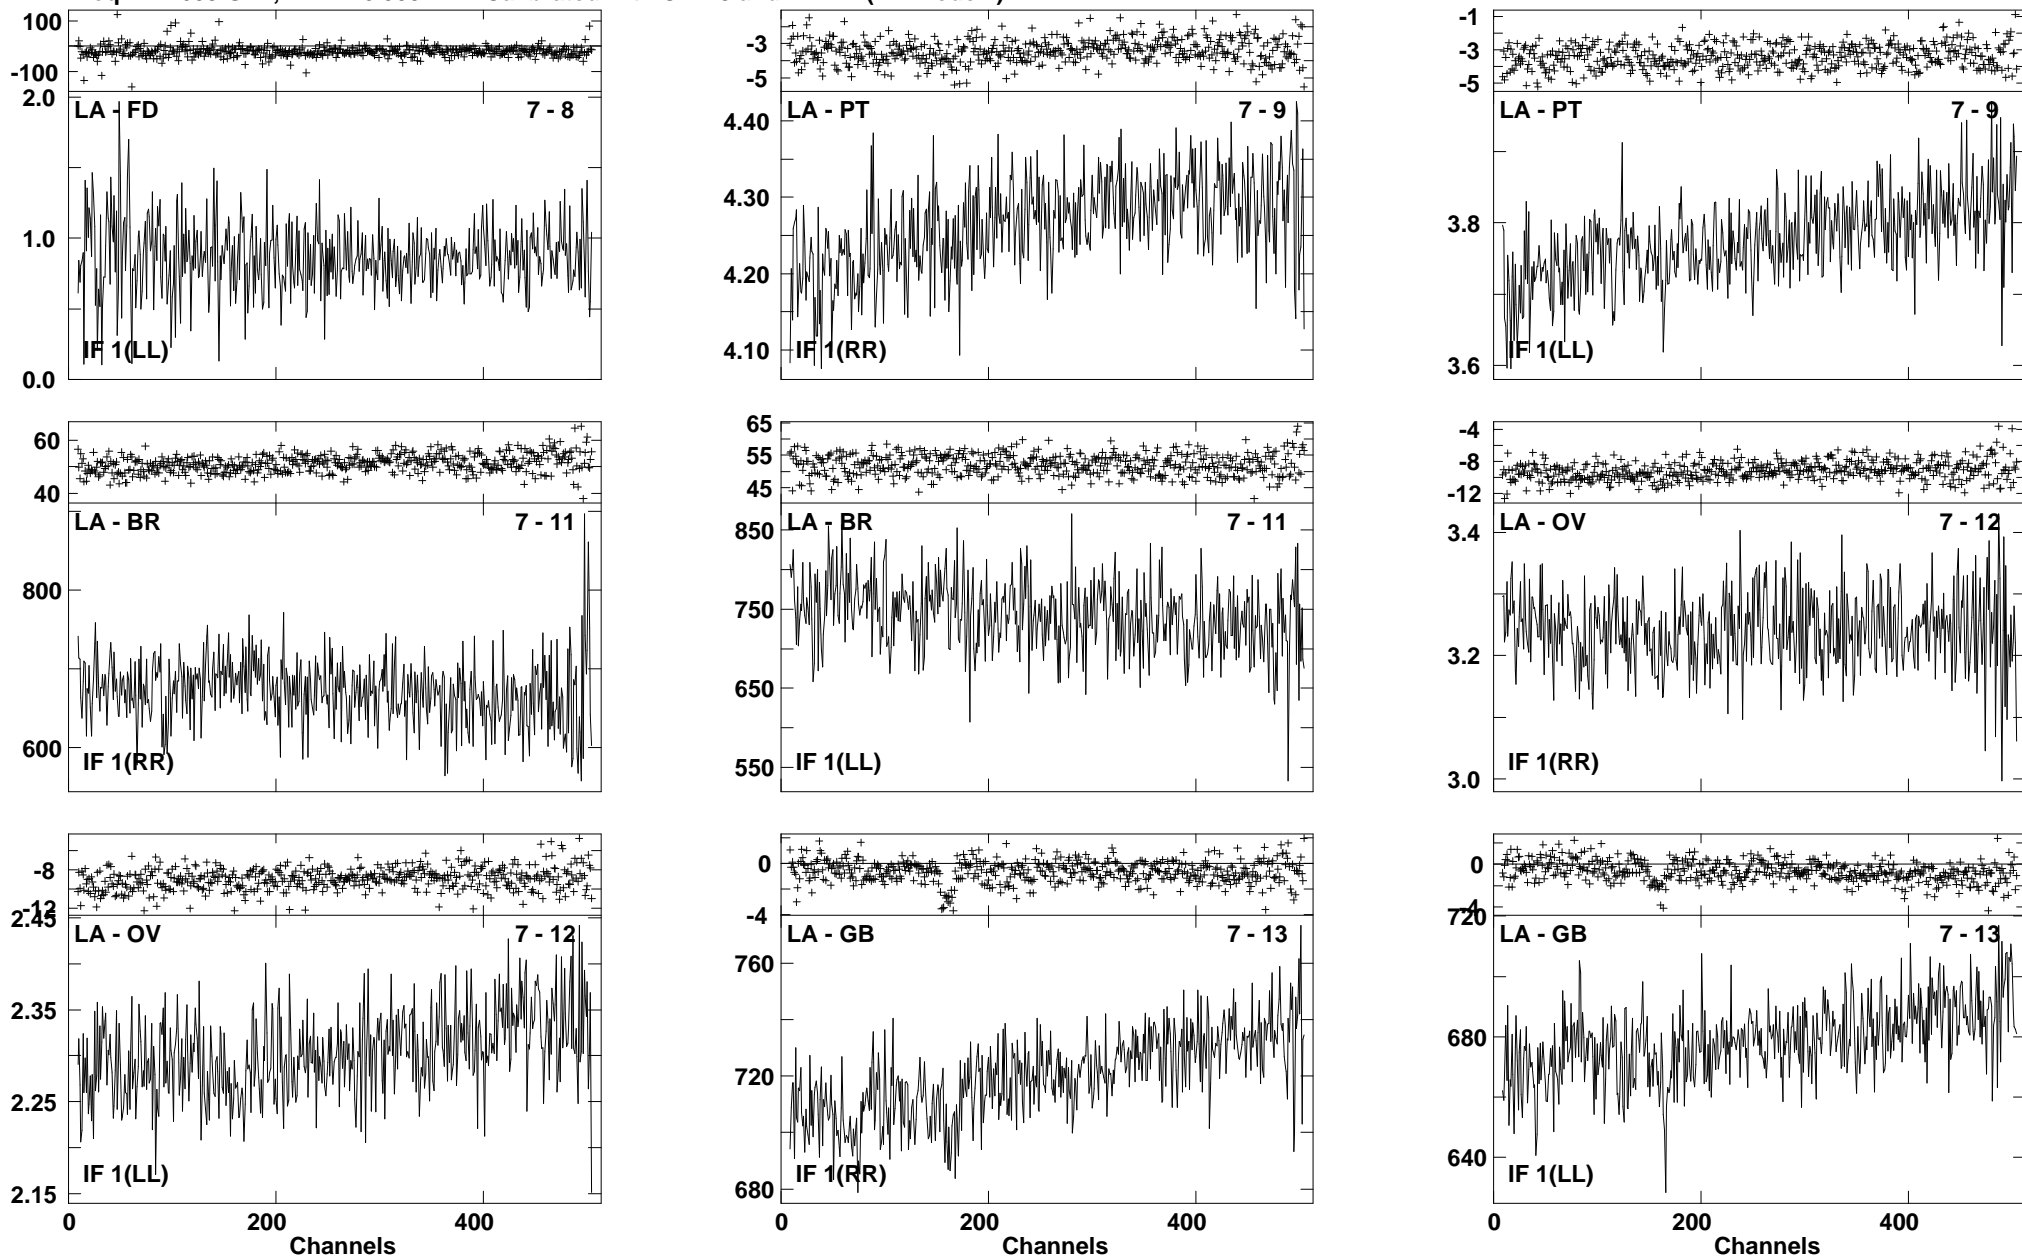 100
-100
2.0
LA - FD 7 - 8
1.0
IF 1(LL)
0.0
-3
-5
4.40
LA - PT 7 - 9
4.30
4.20
4.10
IF 1(RR)
-1
-3
-5
LA - PT 7 - 9
3.8
3.6
IF 1(LL)
60
40
LA - BR 7 - 11
800
600
IF 1(RR)
65
55
45
LA - BR 7 - 11
850
750
650
550
IF 1(LL)
-4
-8
-12
LA - OV 7 - 12
3.4
3.2
3.0
IF 1(RR)
-8
-12
2.45
LA - OV 7 - 12
2.35
2.25
2.15
IF 1(LL)
0 200 400
Channels
0
-4
LA - GB 7 - 13
760
720
680
IF 1(RR)
0 200 400
Channels
0
-4
720
LA - GB 7 - 13
680
640
IF 1(LL)
0 200 400
Channels